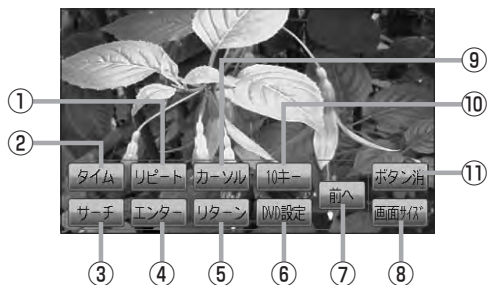 ⑨
① ⑩
②
タイム リピート カーソル 10キー ボタン消 ⑪
前へ
サーチ エンター リターン DVD設定 画面ｻｲｽﾞ
③ ④ ⑤ ⑥ ⑦ ⑧